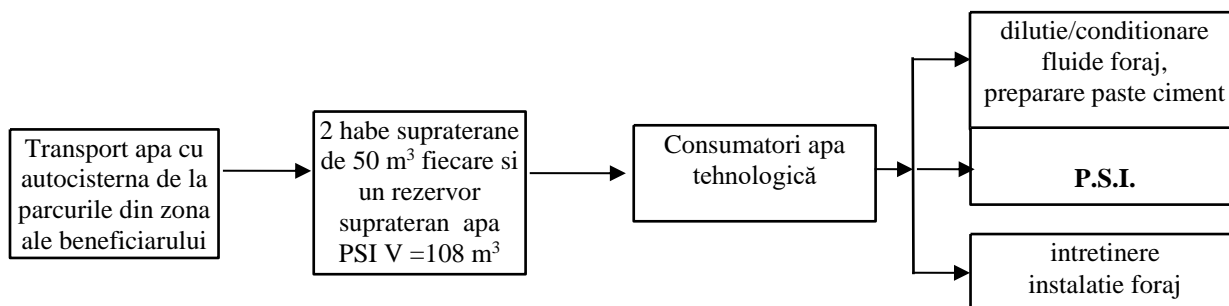 Transport apa cu
autocisterna de la
parcurile din zona
ale beneficiarului
2 habe supraterane
de 50 m³ fiecare si
un rezervor
suprateran apa
PSI V =108 m³
Consumatori apa
tehnologică
dilutie/conditionare
fluide foraj,
preparare paste ciment
P.S.I.
intretinere
instalatie foraj